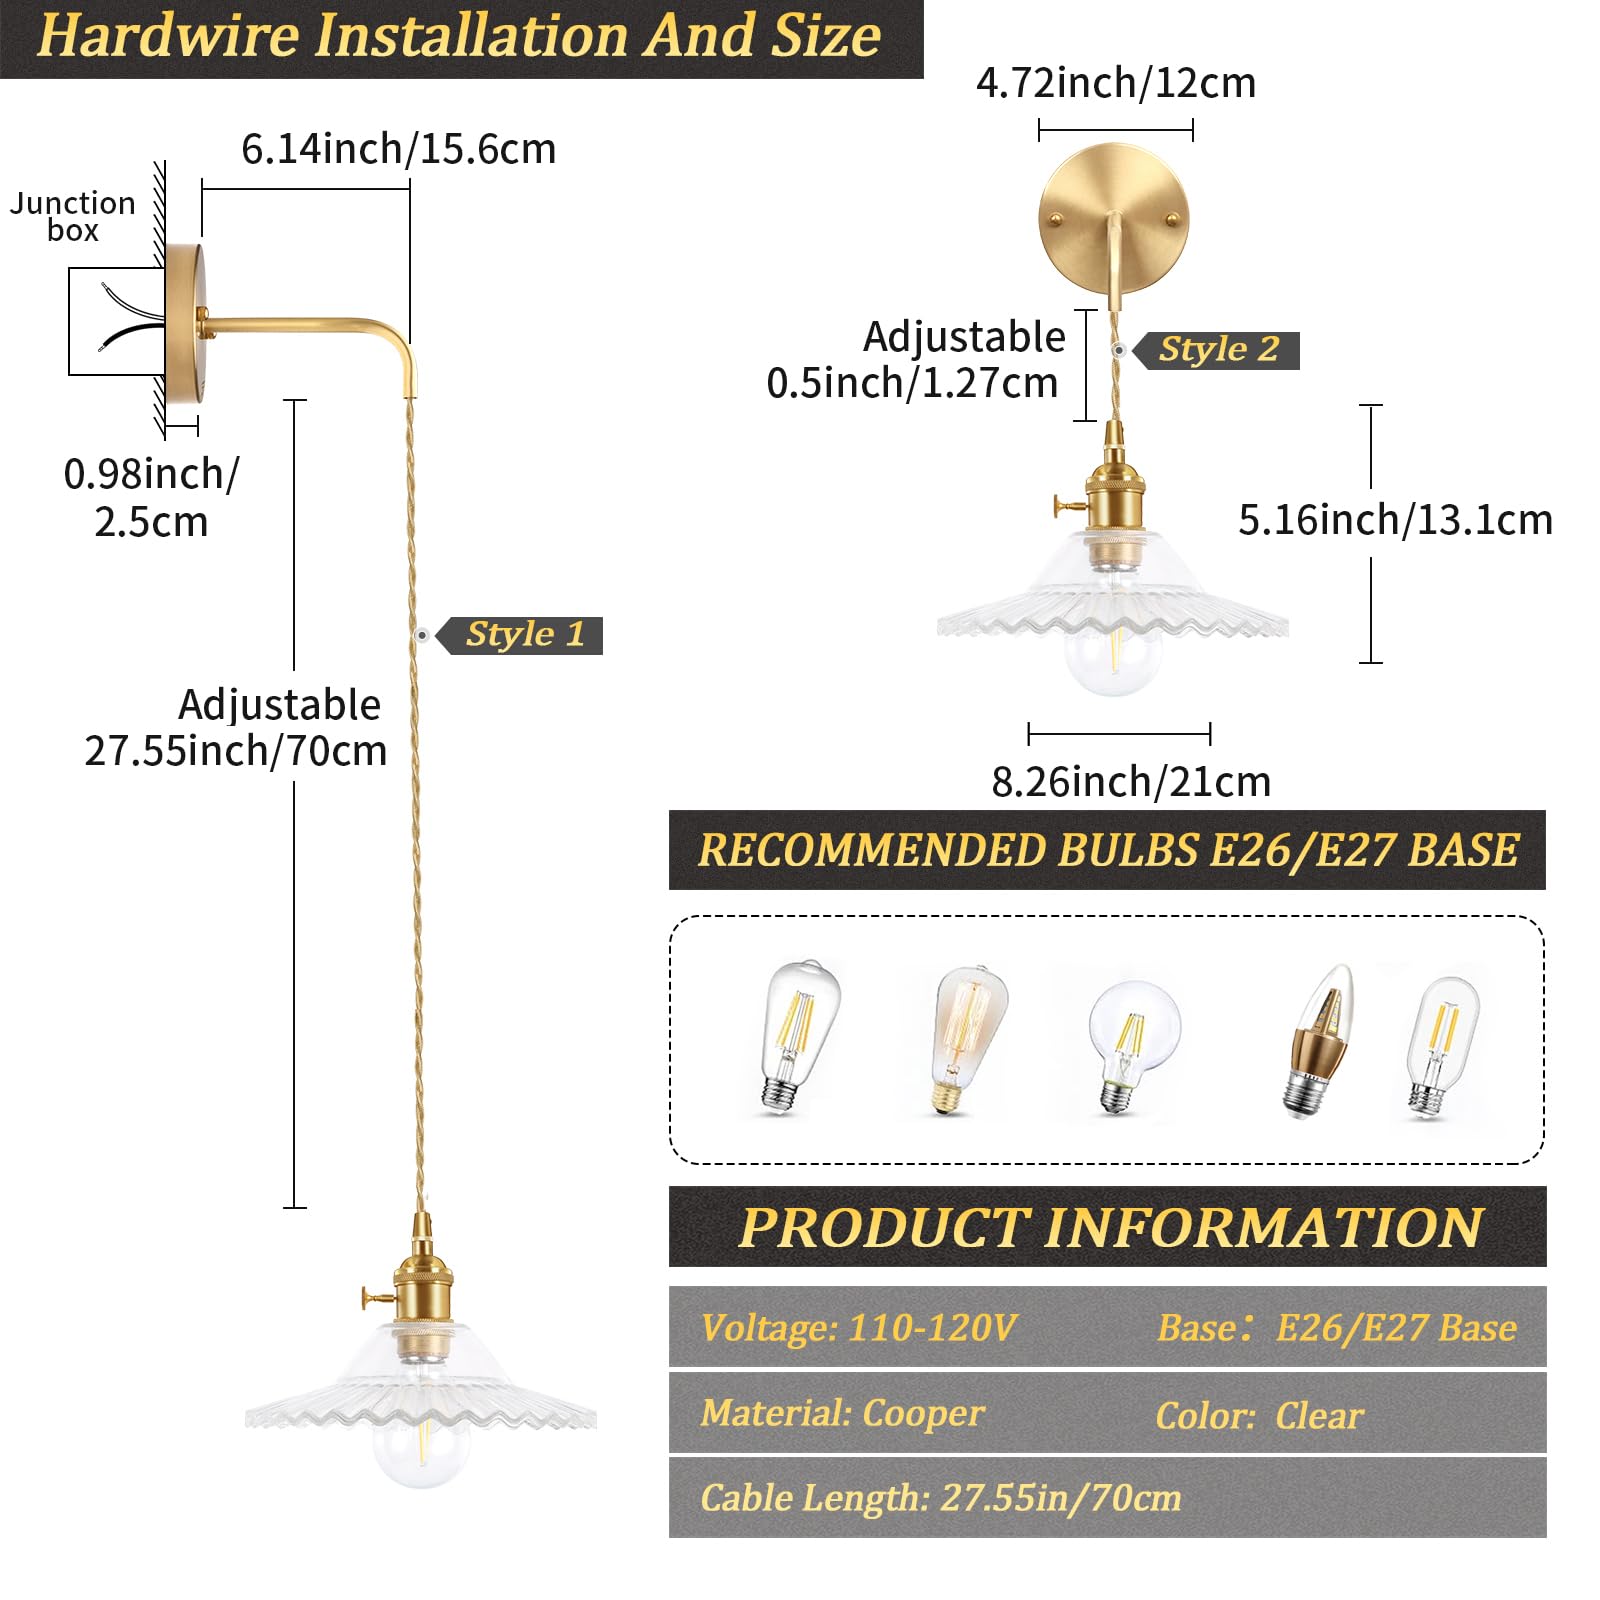 Hardwire Installation And Size
4.72inch/12cm
6.14inch/15.6cm
Junction
box
Adjustable
0.5inch/1.27cm
Style 2
0.98inch/
2.5cm
5.16inch/13.1cm
Style 1
Adjustable
27.55inch/70cm
8.26inch/21cm
RECOMMENDED BULBS E26/E27 BASE
PRODUCT INFORMATION
Voltage: 110-120V
Base: E26/E27 Base
Material: Cooper
Color: Clear
Cable Length: 27.55in/70cm